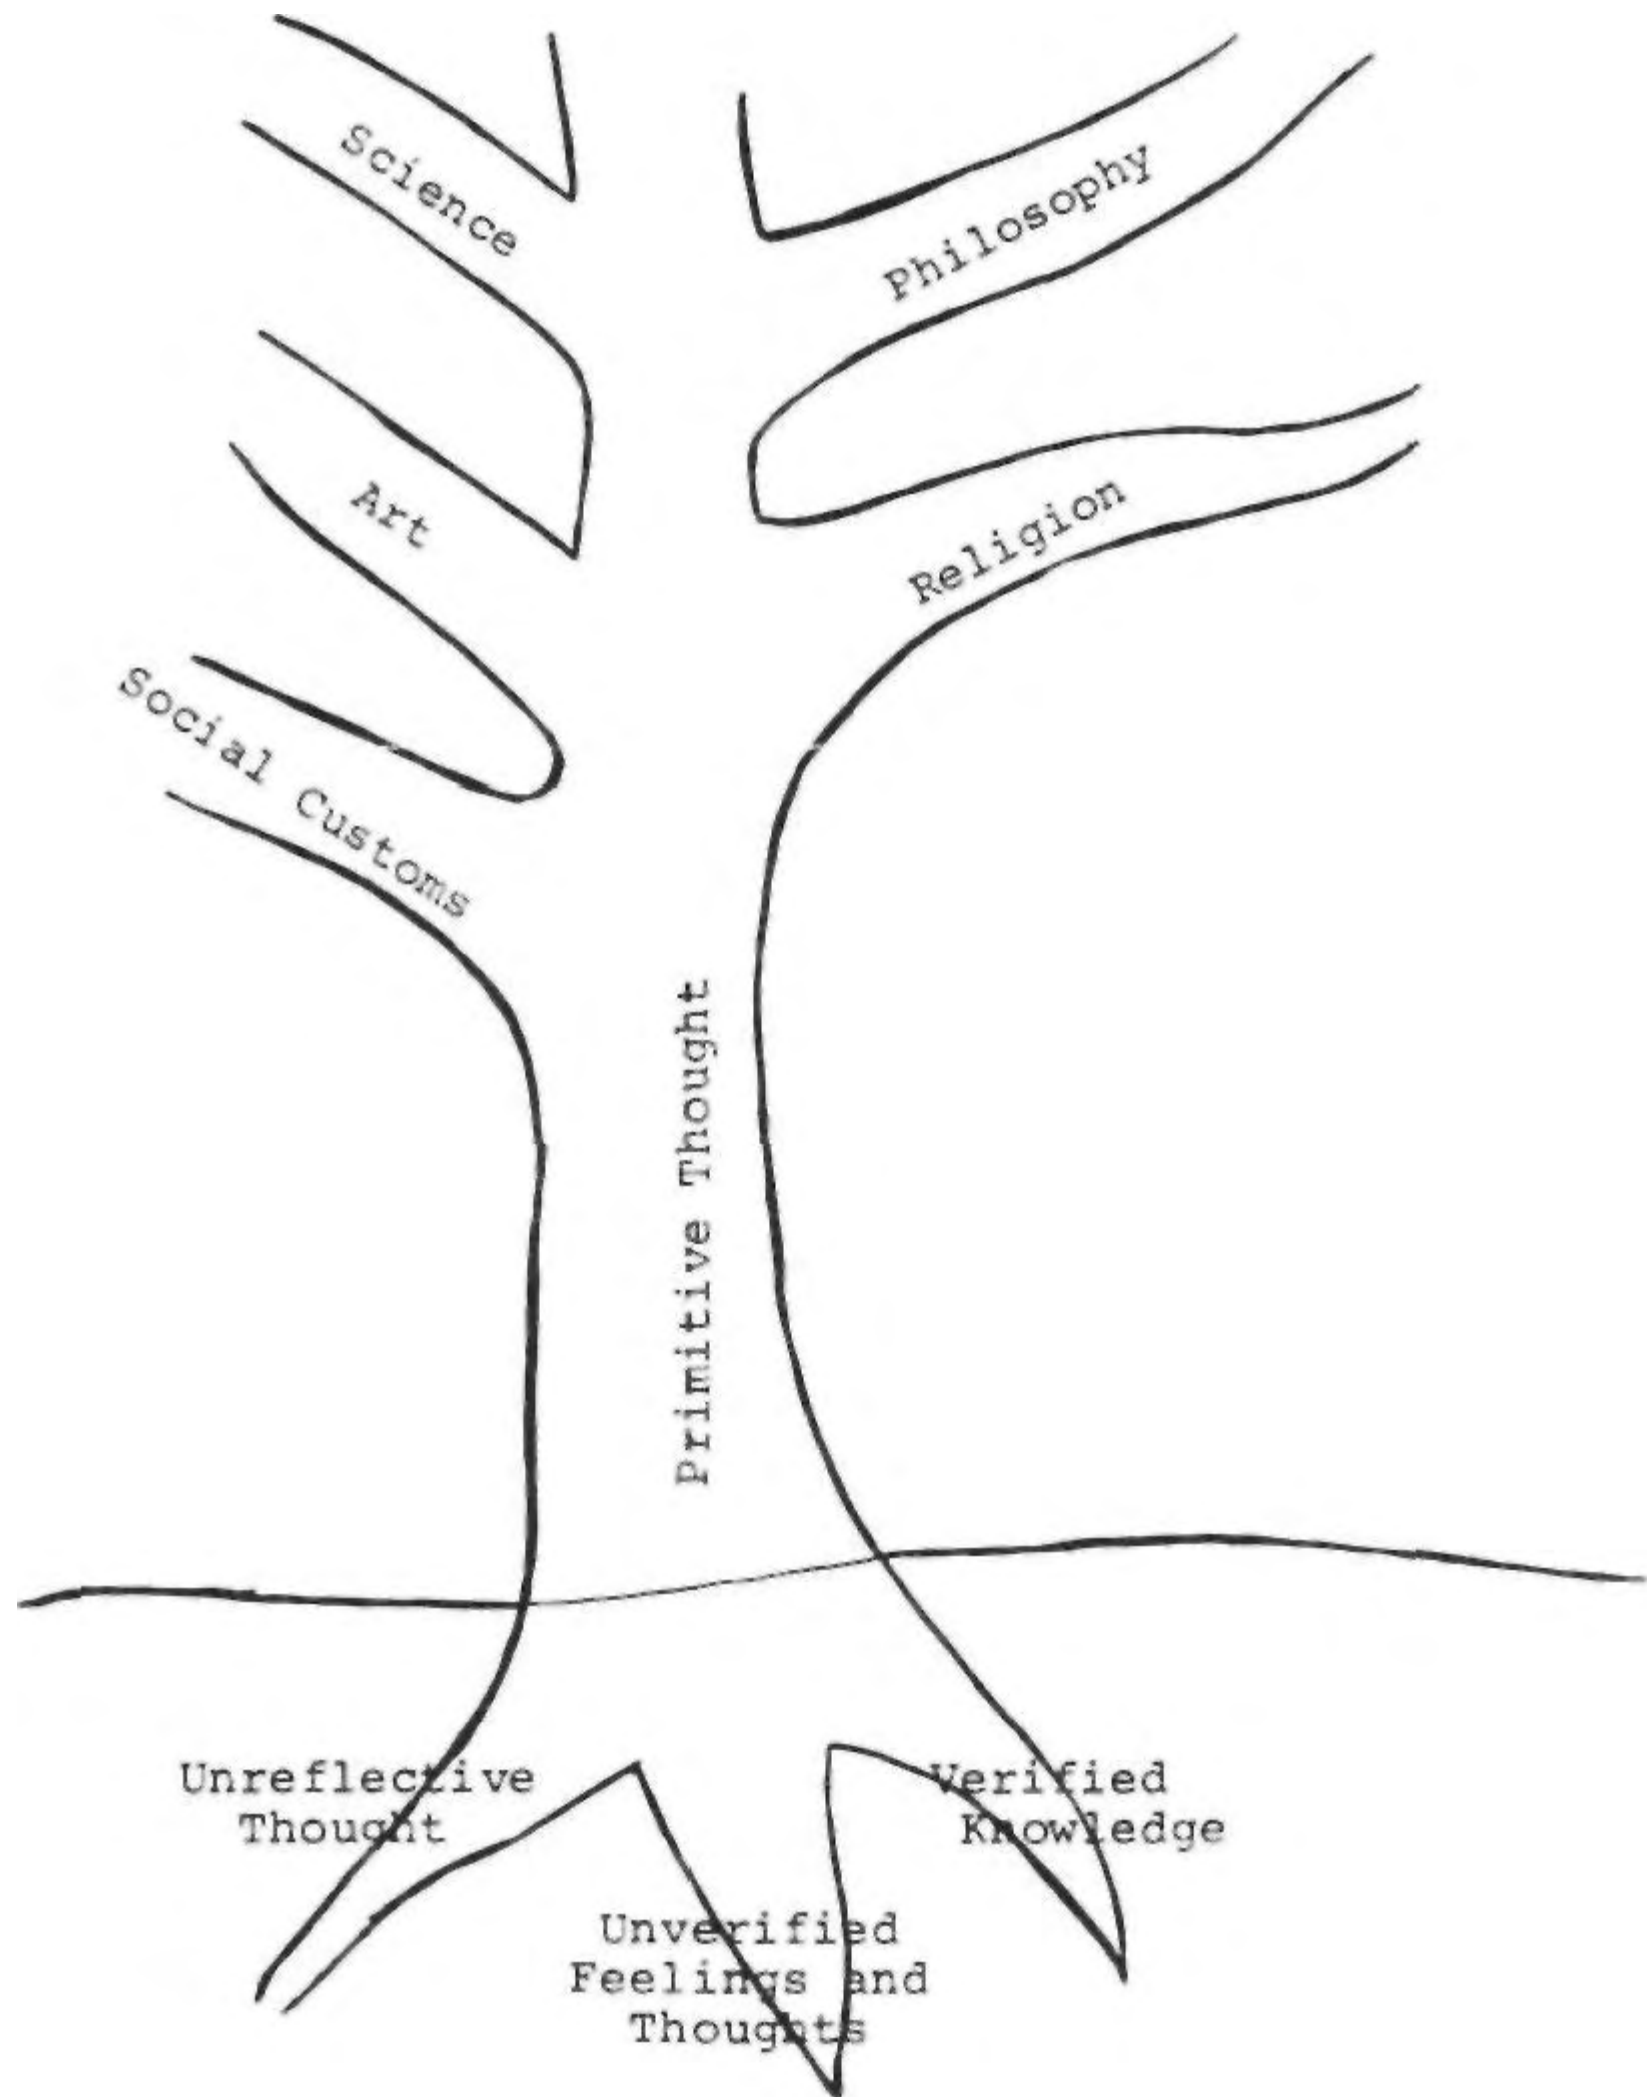 Science
Philosophy
Art
Religion
Social Customs
Primitive Thought
Unreflective
Thought
Verified
Knowledge
Unverified
Feelings and
Thoughts